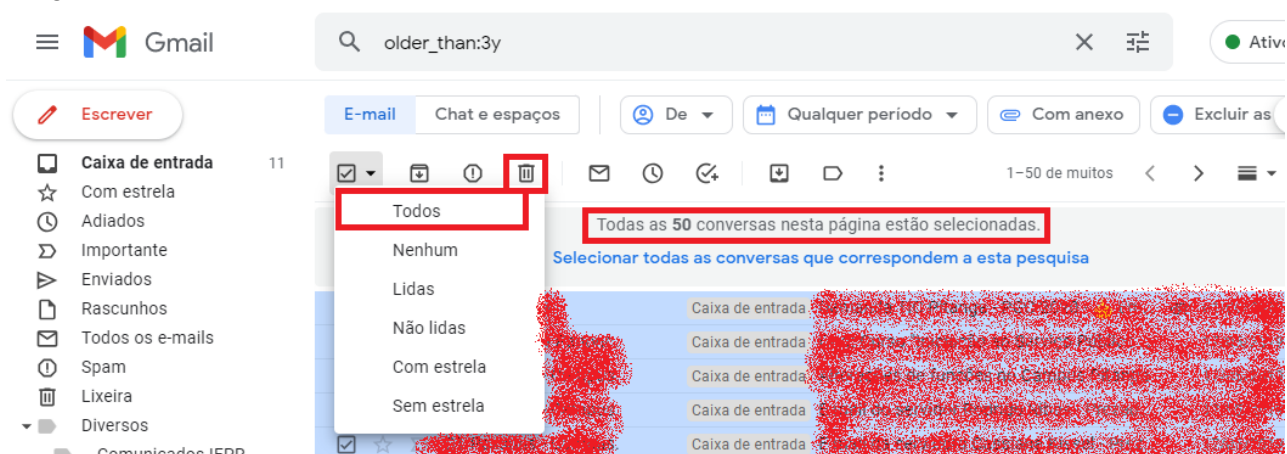 Gmail
older_than:3y
Ativo
Escrever
E-mail Chat e espaços De Qualquer período Com anexo Excluir as
Caixa de entrada 11
Com estrela
Adiados
Importante
Enviados
Rascunhos
Todos os e-mails
Spam
Lixeira
Diversos
Comunicados IFPR
1–50 de muitos
Todos
Nenhum
Lidas
Não lidas
Com estrela
Sem estrela
Todas as 50 conversas nesta página estão selecionadas.
Selecionar todas as conversas que correspondem a esta pesquisa
Caixa de entrada
Caixa de entrada
Caixa de entrada
Caixa de entrada
Caixa de entrada